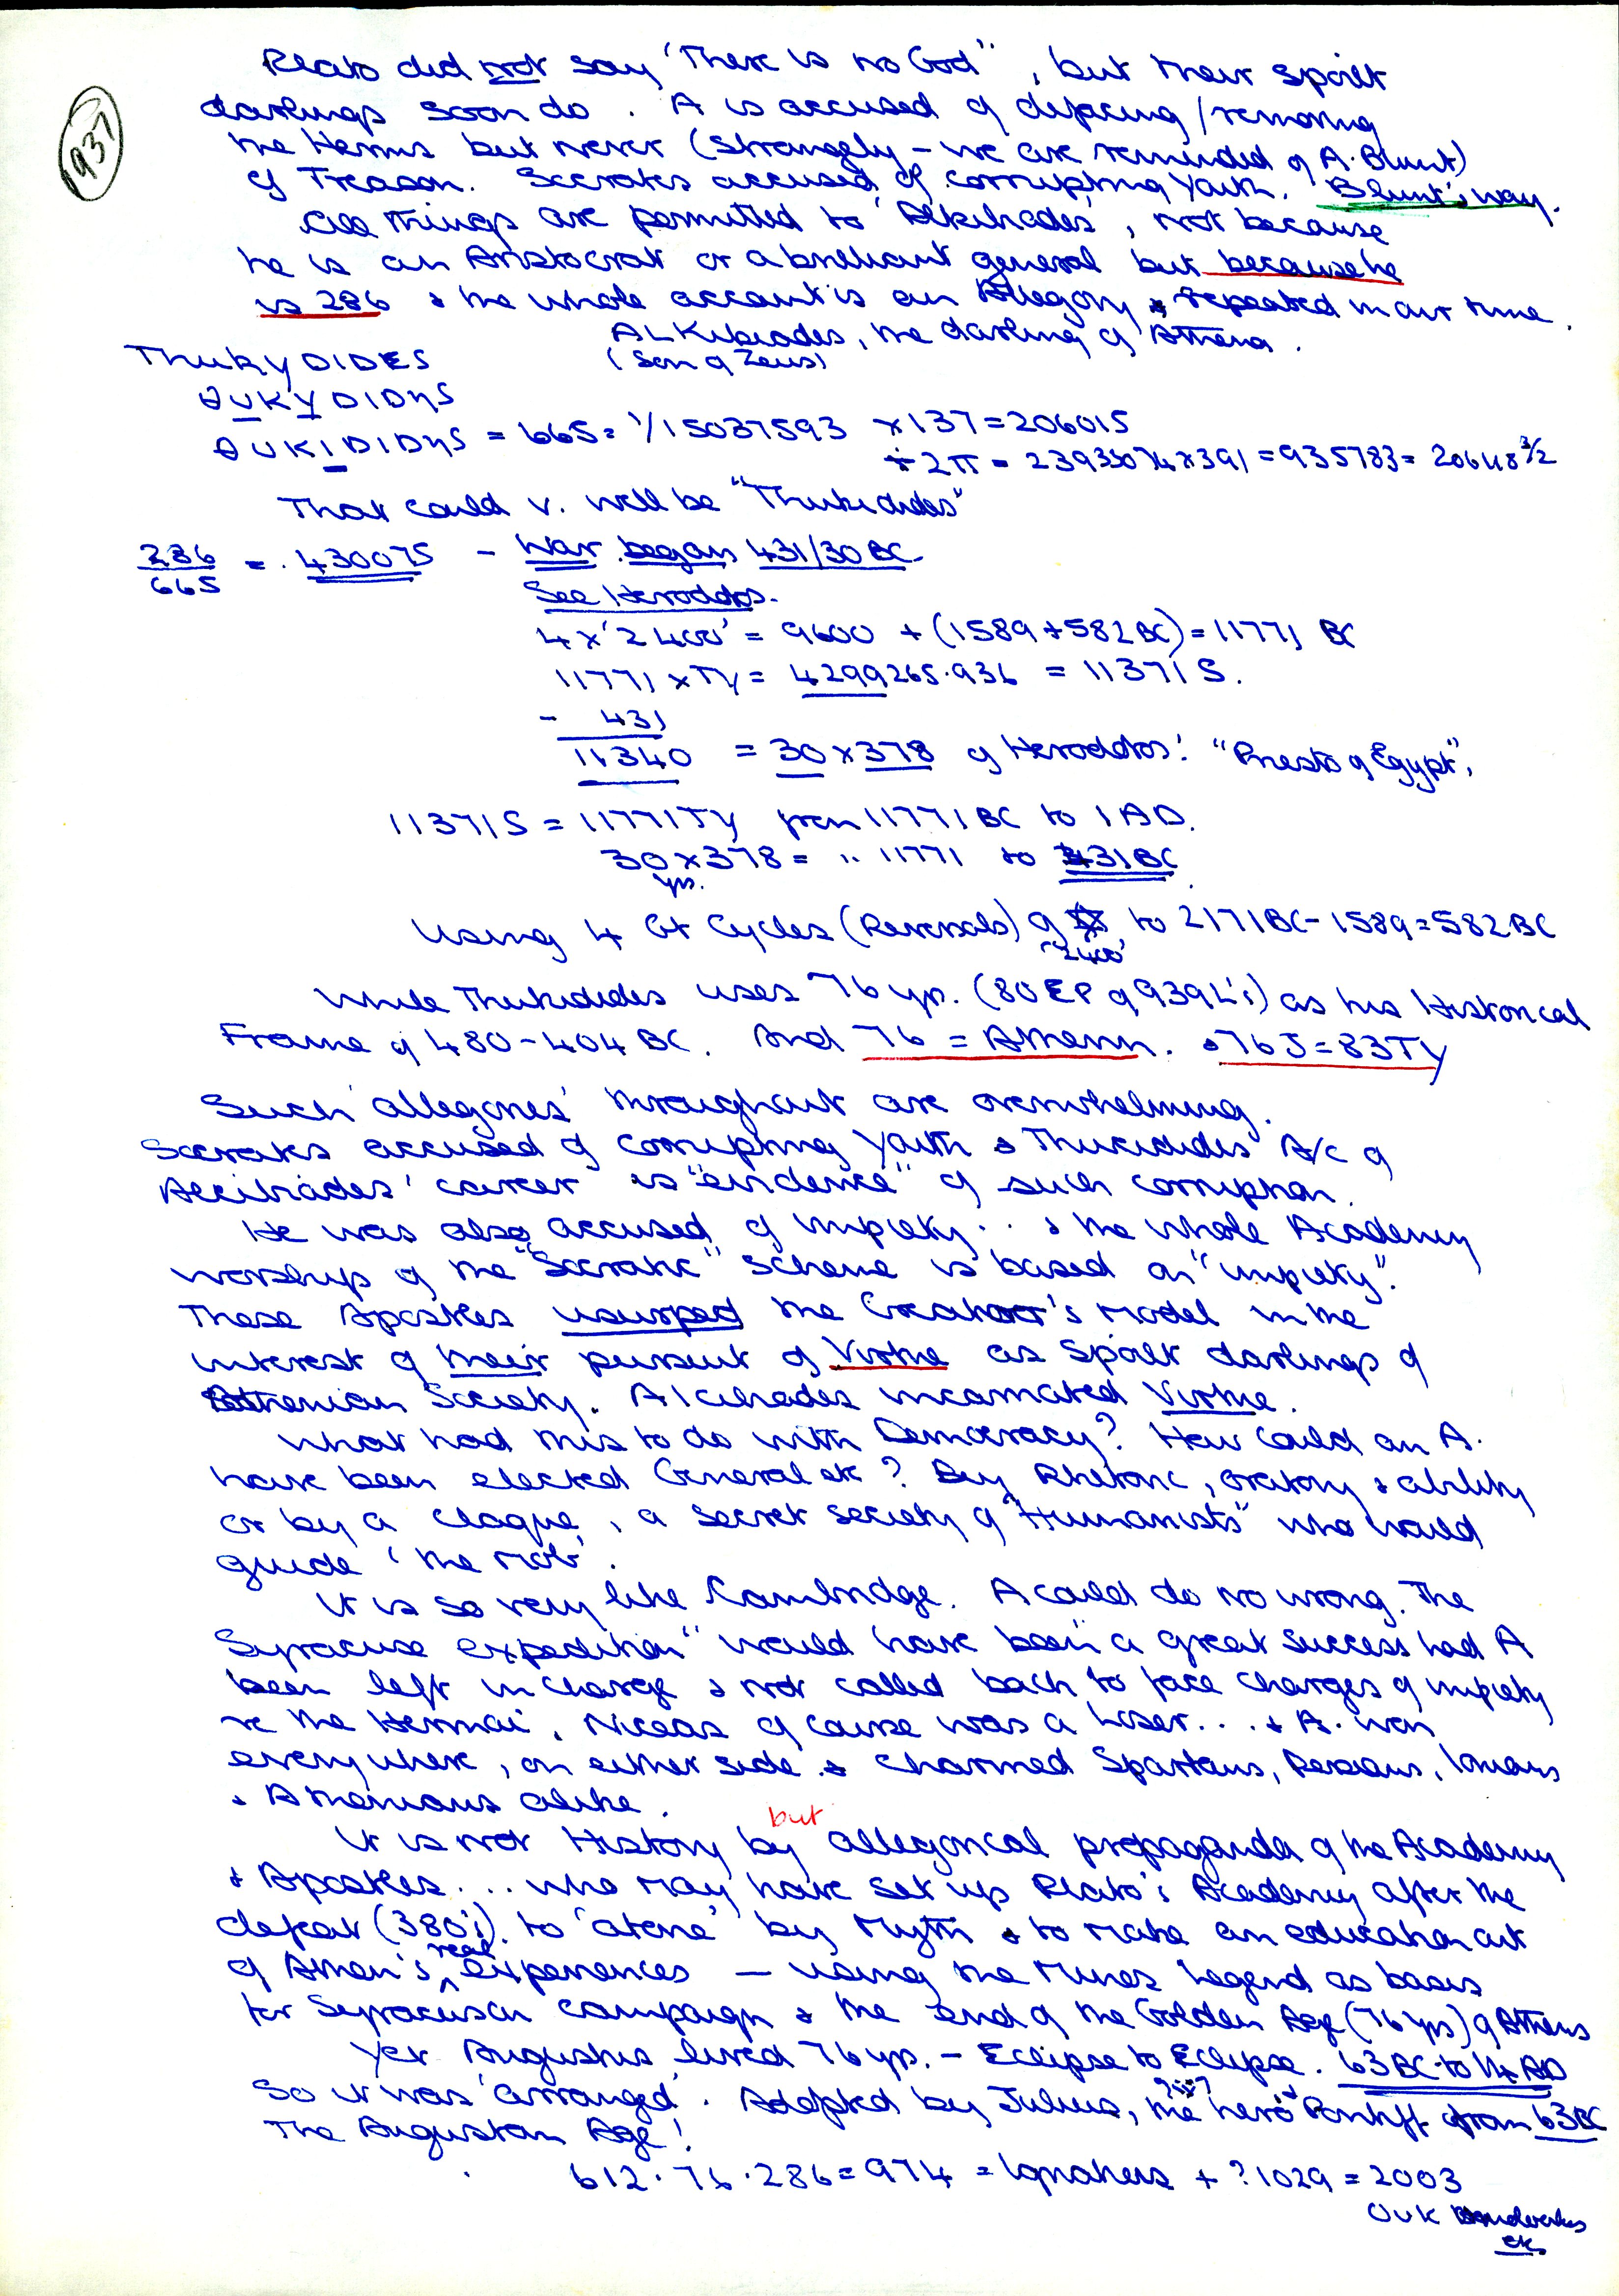 937
Plato did not say 'There is no God", but their spoilt
darlings soon do. A is accused of defacing/removing
the Herms but never (strangely - we are reminded of A. Blunt)
of Treason. Socrates accused of corrupting Youth. Blunt's way.
All things are permitted to 'Alkibiades', not because
he is an Aristocrat or a brilliant general but because he
is 286 & the whole account is an Allegory, & repeated in our time.
ALKibiades, the darling of Athena.
THUKYDIDES (Son of Zeus)
θUKYDIDηS
θUKIDIDηS = 665 = 1/15037593 × 137 = 206015
÷ 2π = 23933074 × 391 = 935783 = 206448 3/2
That could v. well be "Thukidides"
286/665 = .430075 - War began 431/30 BC.
See Herodotos.
4 × '2400' = 9600 + (1589 + 582 BC) = 11771 BC
11771 × TY = 4299265.936 = 11371 S.
- 431
11340 = 30 × 378 of Herodotos' "Priests of Egypt",
11371 S = 11771 TY from 11771 BC to 1 AD.
30 × 378 = " 11771 to 431 BC
yrs.
Using 4 Gt Cycles (Reversals) of ✡ to 2171 BC - 1589 = 582 BC
'2400'
While Thukidides uses 76 yrs. (80 EP of 939 L's) as his Historical
Frame of 480-404 BC. And 76 = Athenn. & 76 J = 83 TY
Such 'allegories' throughout are overwhelming.
Socrates accused of corrupting Youth & Thucidides' A/c of
Alcibiades' career is "evidence" of such corruption.
He was also accused of impiety... & the whole Academy
worship of the "Socratic" scheme is based on "impiety".
These Apostles usurped the Creator's model in the
interest of their pursuit of Virtue as Spoilt darlings of
Athenian Society. Alcibiades incarnated Virtue.
What had this to do with Democracy? How could an A.
have been elected General etc? By Rhetoric, oratory & ability
or by a claque, a secret society of "Humanists" who would
guide 'the Mob'.
It is so very like Cambridge. A could do no wrong. The
Syracuse expedition "would have been a great success had A
been left in charge & not called back to face charges of impiety
re the Hermai. Niceas of course was a loser... & A. won
everywhere, on either side & charmed Spartans, Persians, Ionians
& Athenians alike.
but
It is not History by allegorical propaganda of the Academy
& Apostles... who may have set up Plato's Academy after the
defeat (380's) to 'atone' by Myth & to make an education out
of Athen's real experiences — using the Minos legend as basis
for Syracusan campaign & the end of the Golden Age (76 yrs) of Athens
Yet Augustus lived 76 yrs. - Eclipse to Eclipse. 63 BC to 14 AD
So it was 'arranged'. Adopted by Julius, the hero & Pontiff from 63 BC
The Augustan Age!
612 . 76 . 286 = 974 = Ignatiens + ? 1029 = 2003
OUK
etc.